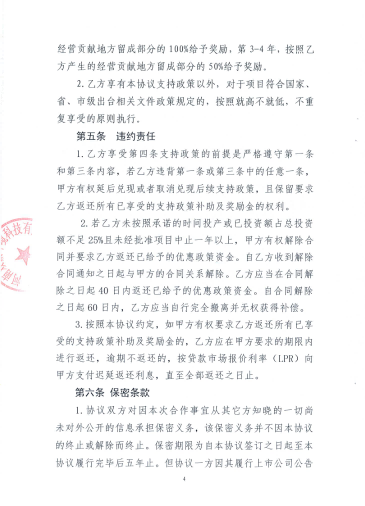 经营贡献地方留成部分的 100%给予奖励，第 3-4 年，按照乙
方产生的经营贡献地方留成部分的 50%给予奖励。
2.乙方享有本协议支持政策以外，对于项目符合国家、
省、市级出台相关文件政策规定的，按照就高不就低，不重
复享受的原则执行。
第五条　违约责任
1.乙方享受第四条支持政策的前提是严格遵守第一条
和第三条内容，若乙方违背第一条或第三条中的任意一条，
甲方有权延后兑现或者取消兑现后续支持政策，且保留要求
乙方返还所有已享受的支持政策补助及奖励金的权利。
2.若乙方未按照承诺的时间投产或已投资额占总投资
额不足 25%且未经批准项目中止一年以上，甲方有权解除合
同并要求乙方返还已给予的优惠政策资金。自乙方收到解除
合同通知之日起与甲方的合同关系解除。乙方应当在合同解
除之日起 40 日内返还已给予的优惠政策资金。自合同解除
之日起 60 日内，乙方应当自行完全搬离并无权获得补偿。
3.按照本协议约定，如甲方有权要求乙方返还所有已享
受的支持政策补助及奖励金的，乙方应在甲方要求的期限内
进行返还，逾期不返还的，按贷款市场报价利率（LPR）向
甲方支付迟延返还利息，直至全部返还之日止。
第六条 保密条款
1.协议双方对因本次合作事宜从其它方知晓的一切尚
未对外公开的信息承担保密义务，该保密义务并不因本协议
的终止或解除而终止。保密期限为自本协议签订之日起至本
协议履行完毕后五年止。但协议一方因其履行上市公司公告
4
科技有
河南